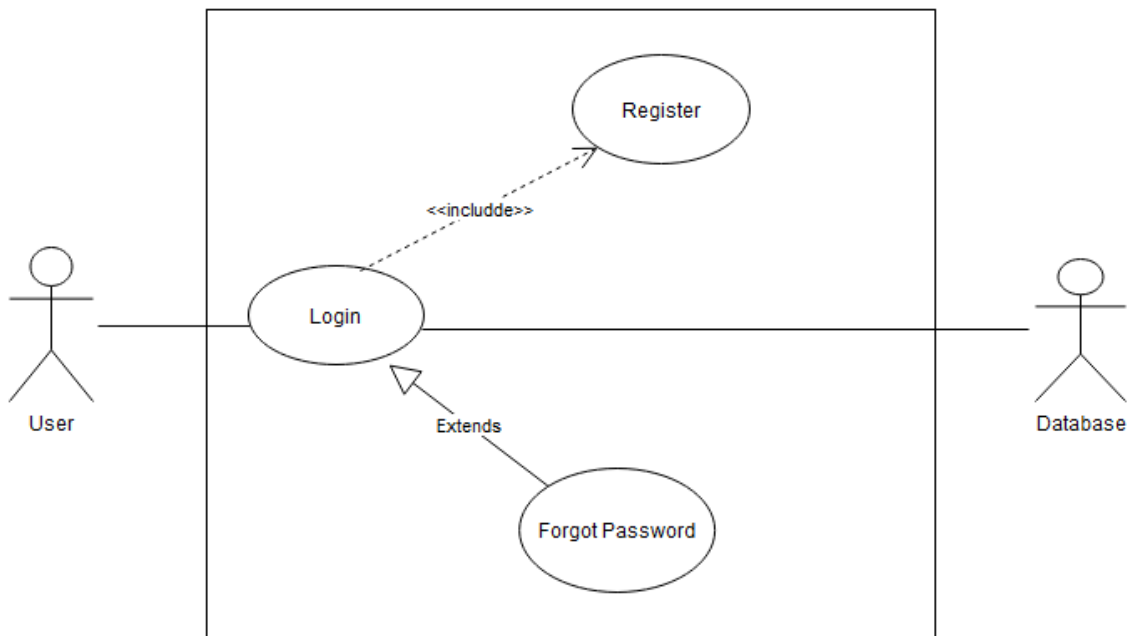 Register
<<includde>>
Login
User
Database
Extends
Forgot Password